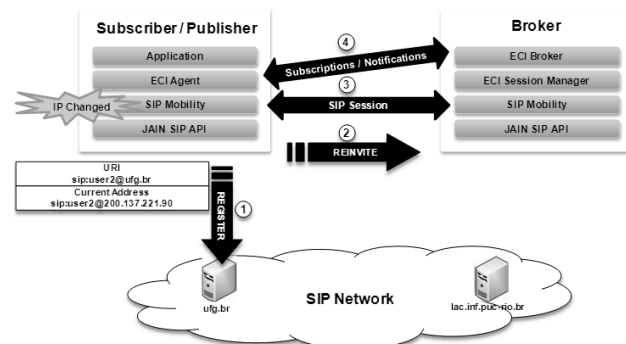 Subscriber / Publisher
Application
ECI Agent
IP Changed
SIP Mobility
JAIN SIP API
4
Subscriptions / Notifications
3
SIP Session
2
REINVITE
Broker
ECI Broker
ECI Session Manager
SIP Mobility
JAIN SIP API
URI
sip:user2@ufg.br
Current Address
sip:user2@200.137.221.90
REGISTER
1
ufg.br
SIP Network
lac.inf.puc-rio.br